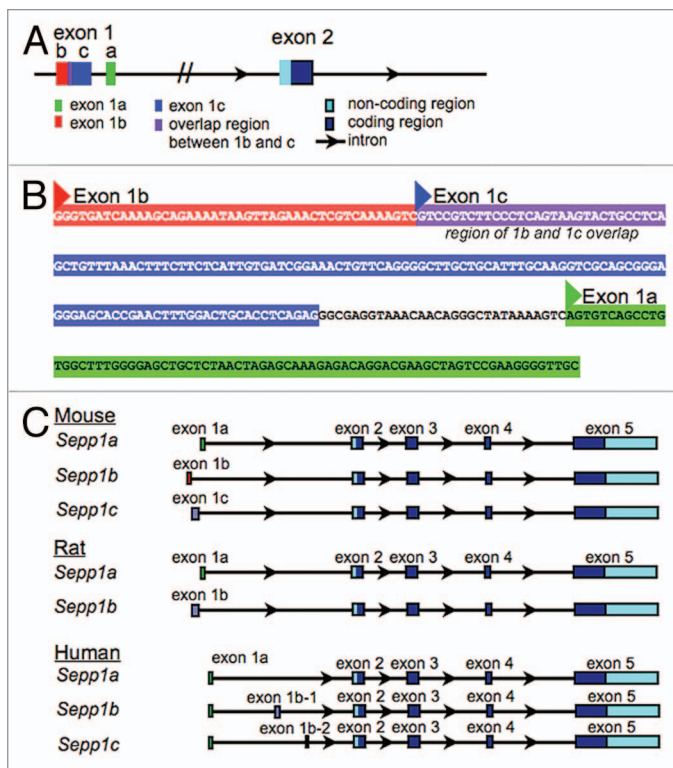 A
exon 1
b c a
exon 2
exon 1a
exon 1b
exon 1c
overlap region
between 1b and c
non-coding region
coding region
intron
B
Exon 1b
Exon 1c
GGGTGATCAAAAGCAGAAAATAAGTTAGAAACTCGTCAAAAGTCGTCCGTCTTCCCTCAGTAAGTACTGCCTCA
region of 1b and 1c overlap
GCTGTTTAAACTTTCTTCTCATTGTGATCGGAAACTGTTCAGGGGCTTGCTGCATTTGCAAGGTCGCAGCGGGA
Exon 1a
GGGAGCACCGAACTTTGGACTGCACCTCAGAGGGCGAGGTAAACAACAGGGCTATAAAAGTCAGTGTCAGCCTG
TGGCTTTGGGGAGCTGCTCTAACTAGAGCAAAGAGACAGGACGAAGCTAGTCCGAAGGGGTTGC
C
Mouse
Sepp1a
exon 1a exon 2 exon 3 exon 4 exon 5
Sepp1b
exon 1b
Sepp1c
exon 1c
Rat
Sepp1a
exon 1a exon 2 exon 3 exon 4 exon 5
Sepp1b
exon 1b
Human
Sepp1a
exon 1a exon 2 exon 3 exon 4 exon 5
Sepp1b
exon 1b-1 exon 2 exon 3 exon 4 exon 5
Sepp1c
exon 1b-2 exon 2 exon 3 exon 4 exon 5